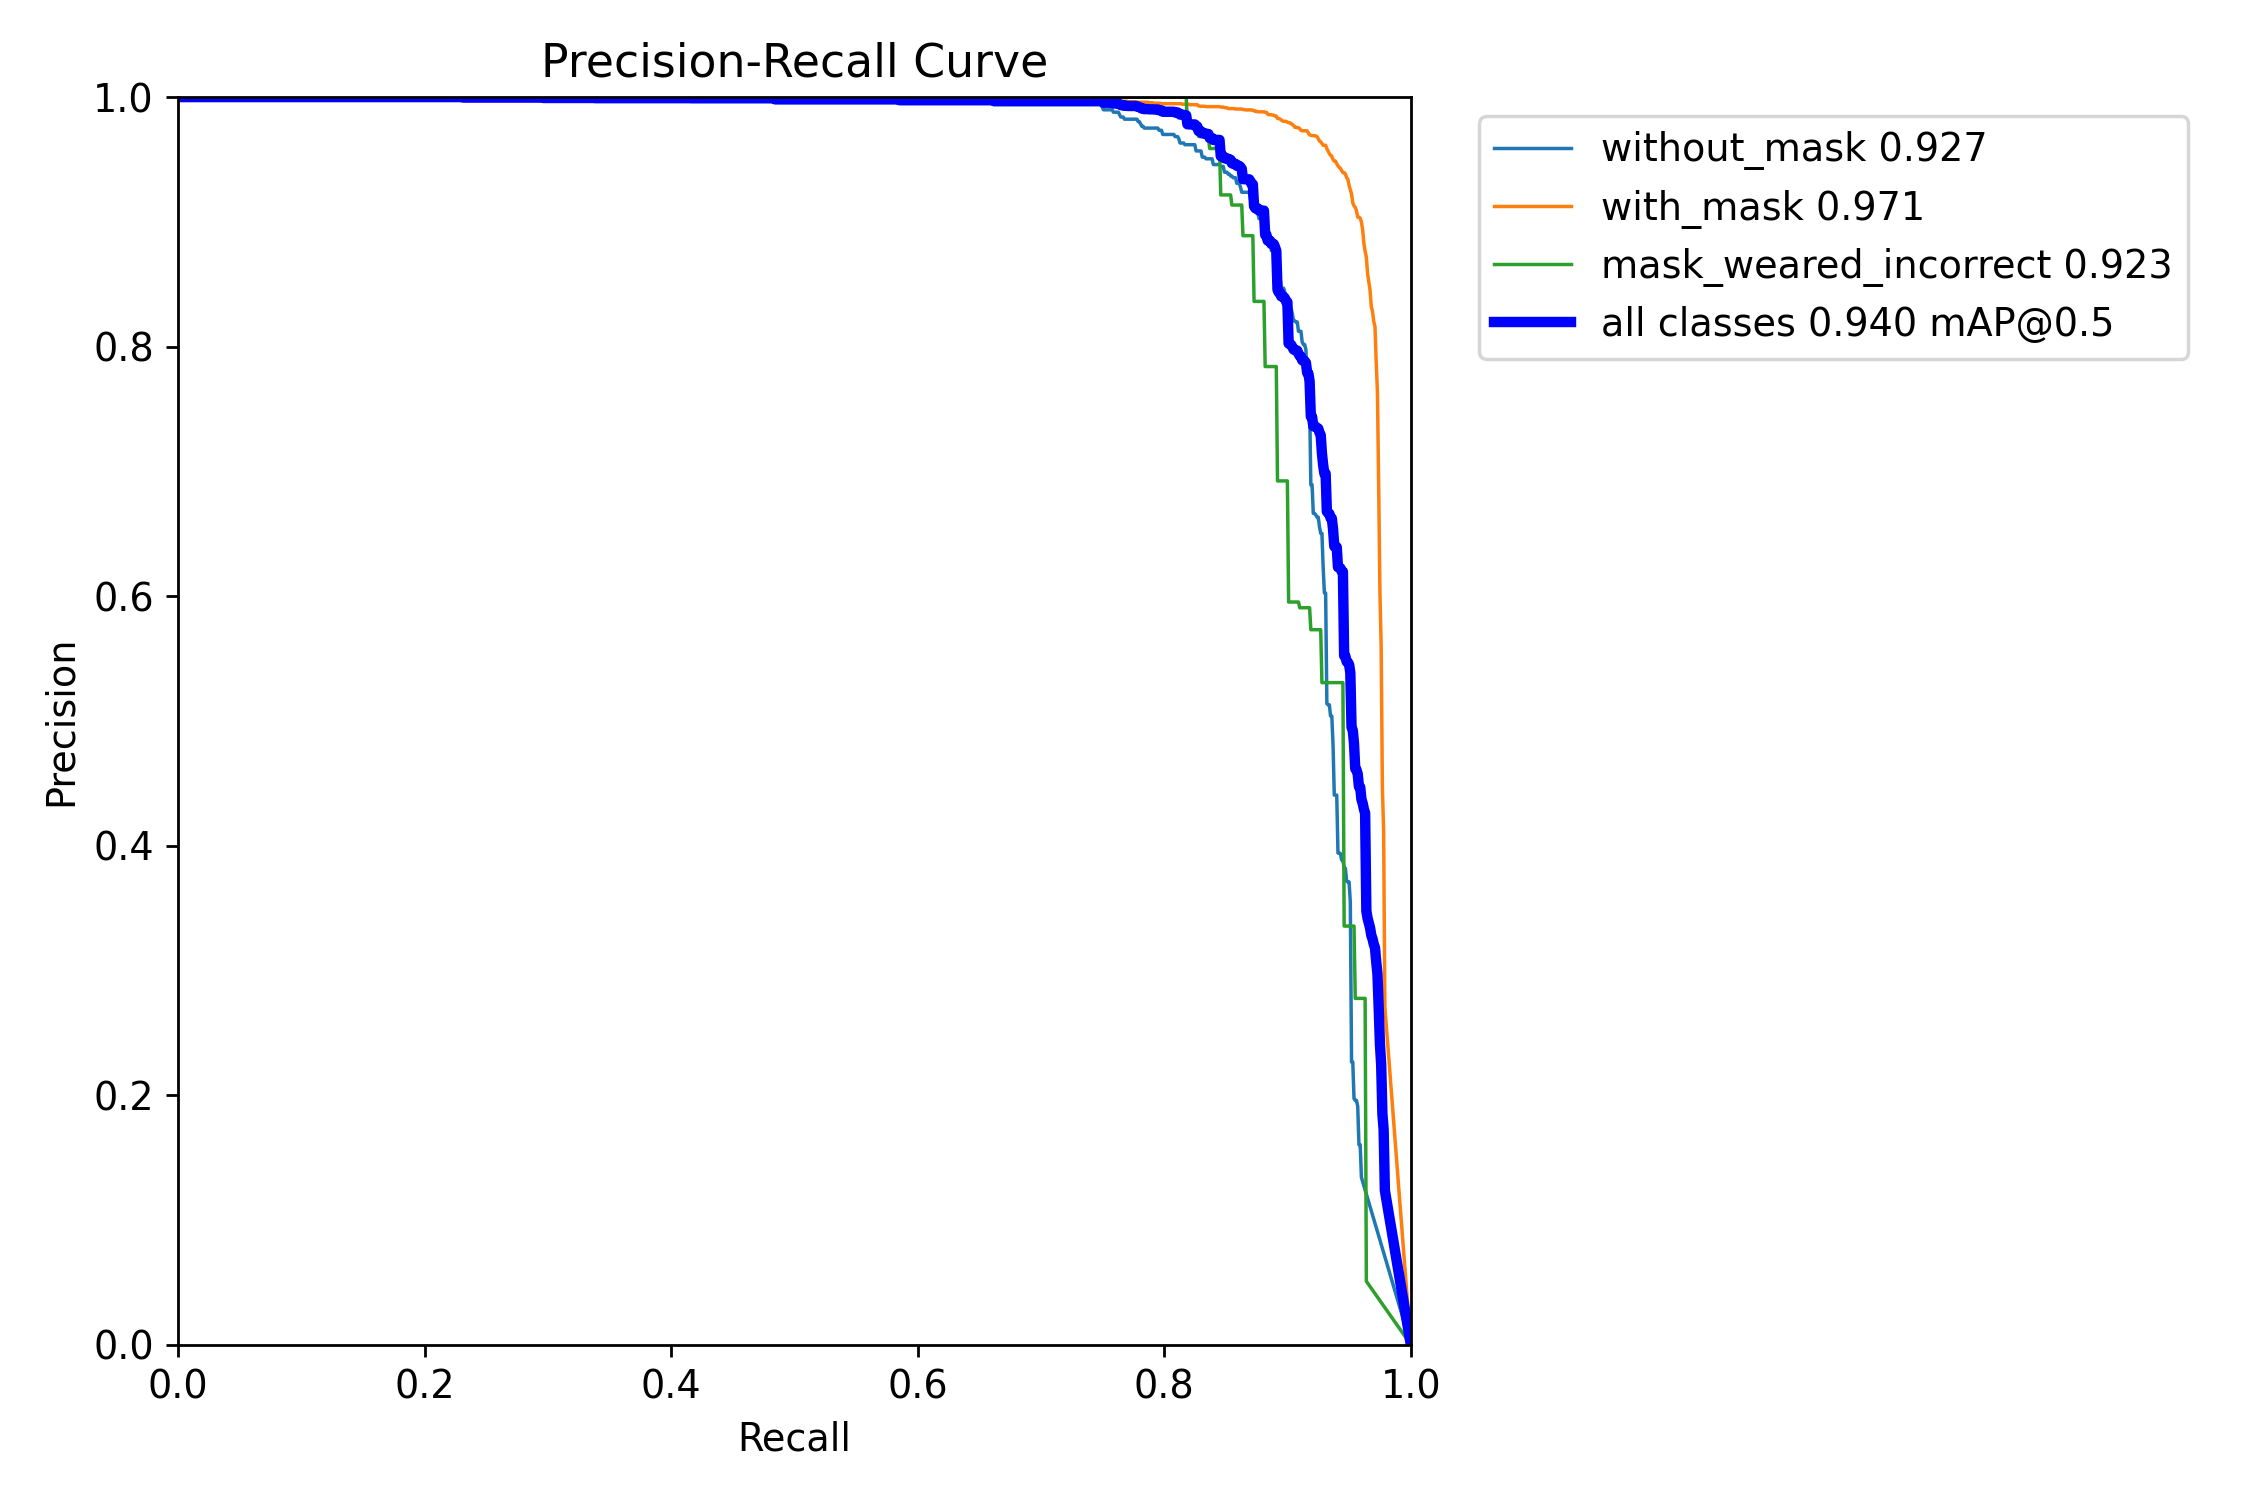 Precision-Recall Curve
1.0
0.8
0.6
0.4
0.2
0.0
Precision
0.0 0.2 0.4 0.6 0.8 1.0
Recall
without_mask 0.927
with_mask 0.971
mask_weared_incorrect 0.923
all classes 0.940 mAP@0.5